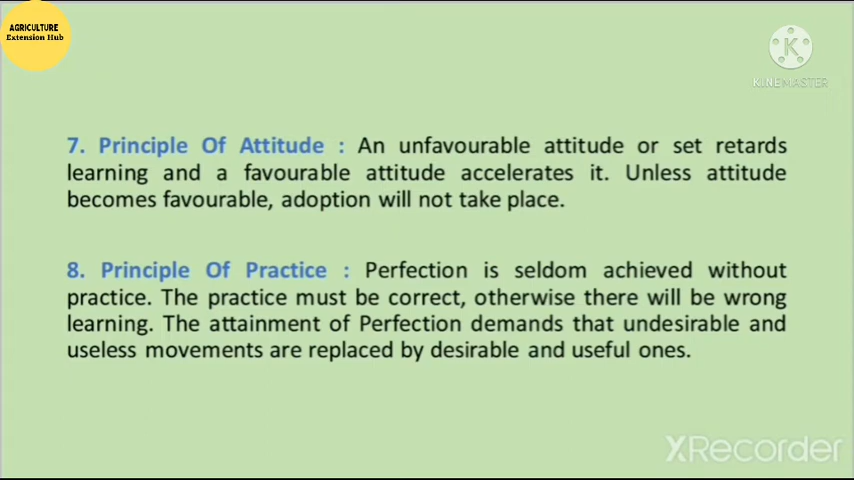 AGRICULTURE
Extension Hub
K
KINEMASTER
7. Principle Of Attitude : An unfavourable attitude or set retards
learning and a favourable attitude accelerates it. Unless attitude
becomes favourable, adoption will not take place.
8. Principle Of Practice : Perfection is seldom achieved without
practice. The practice must be correct, otherwise there will be wrong
learning. The attainment of Perfection demands that undesirable and
useless movements are replaced by desirable and useful ones.
XRecorder